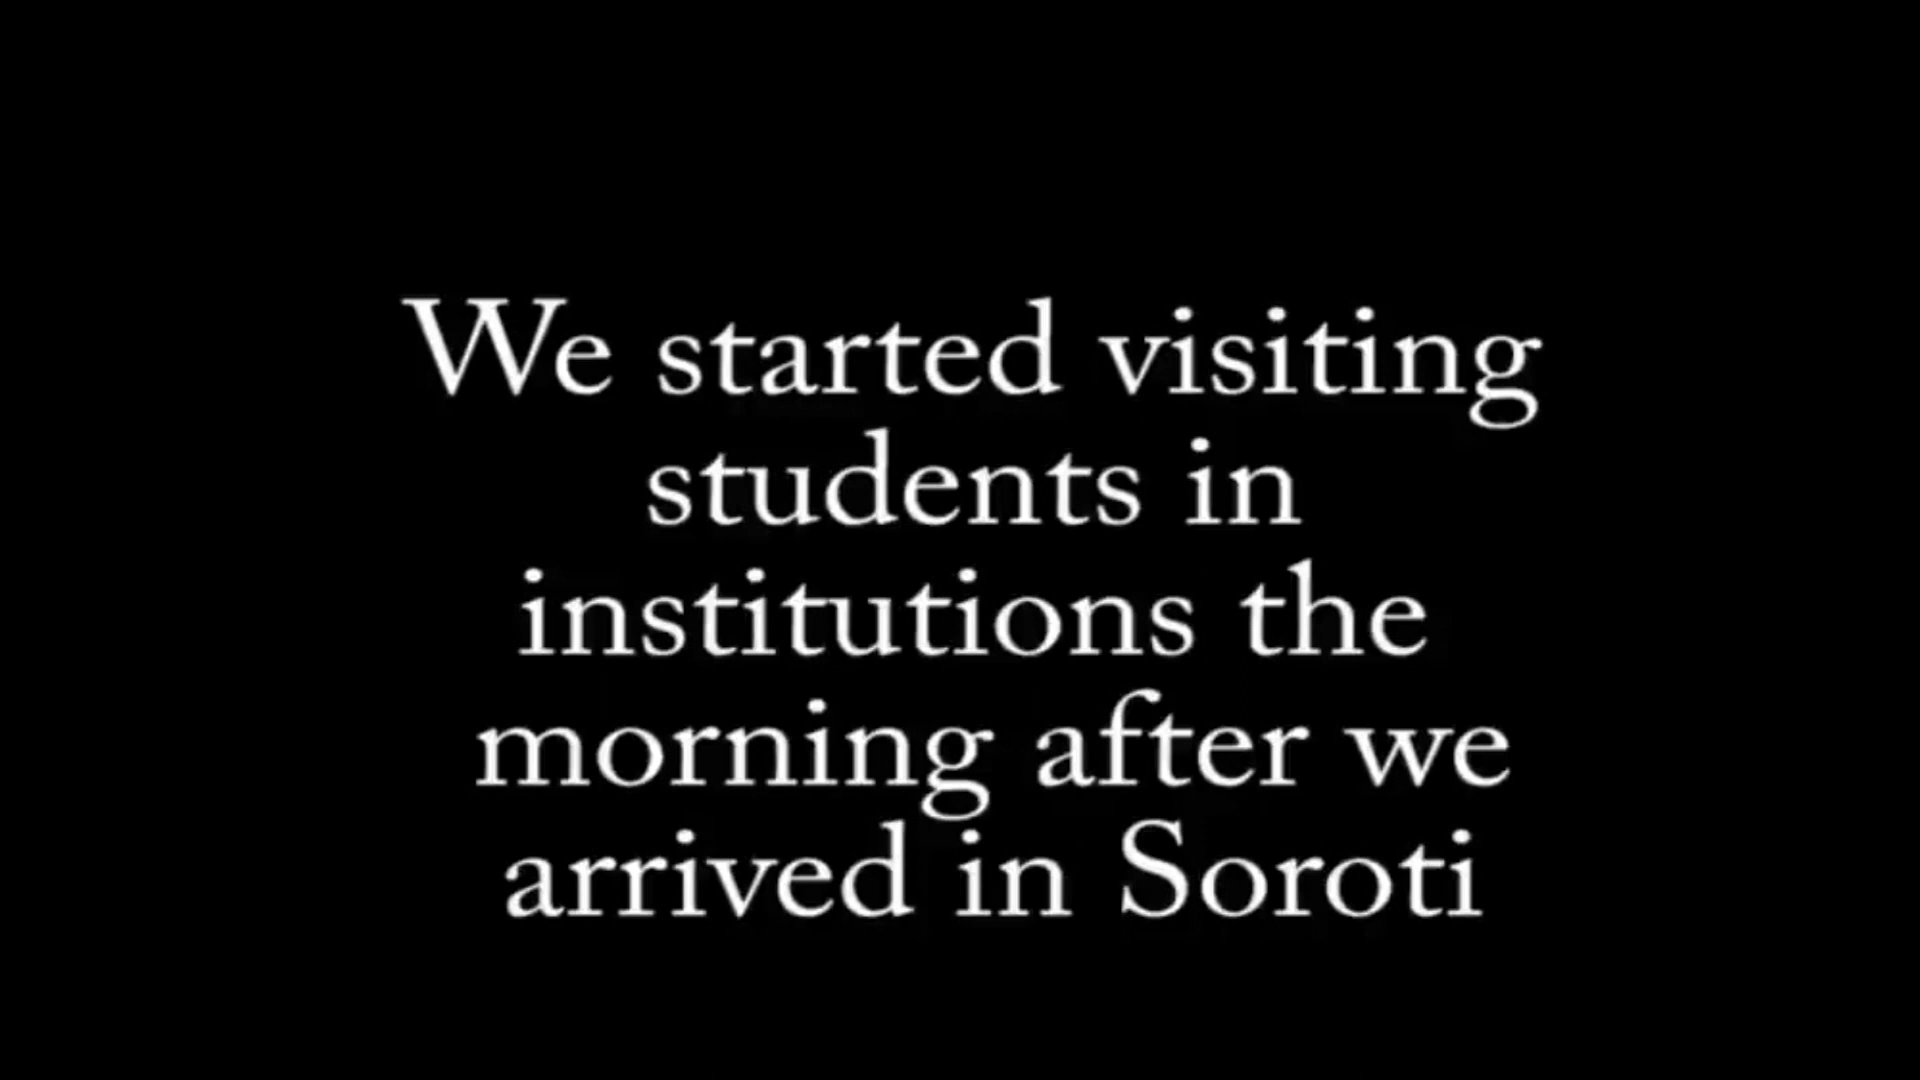 We started visiting
students in
institutions the
morning after we
arrived in Soroti